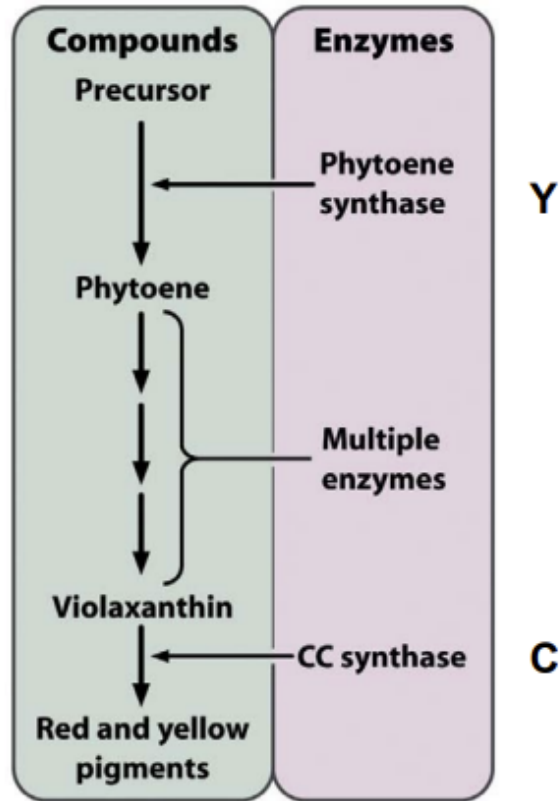 Compounds
Enzymes
Precursor
Phytoene
synthase
Y
Phytoene
Multiple
enzymes
Violaxanthin
CC synthase
C
Red and yellow
pigments